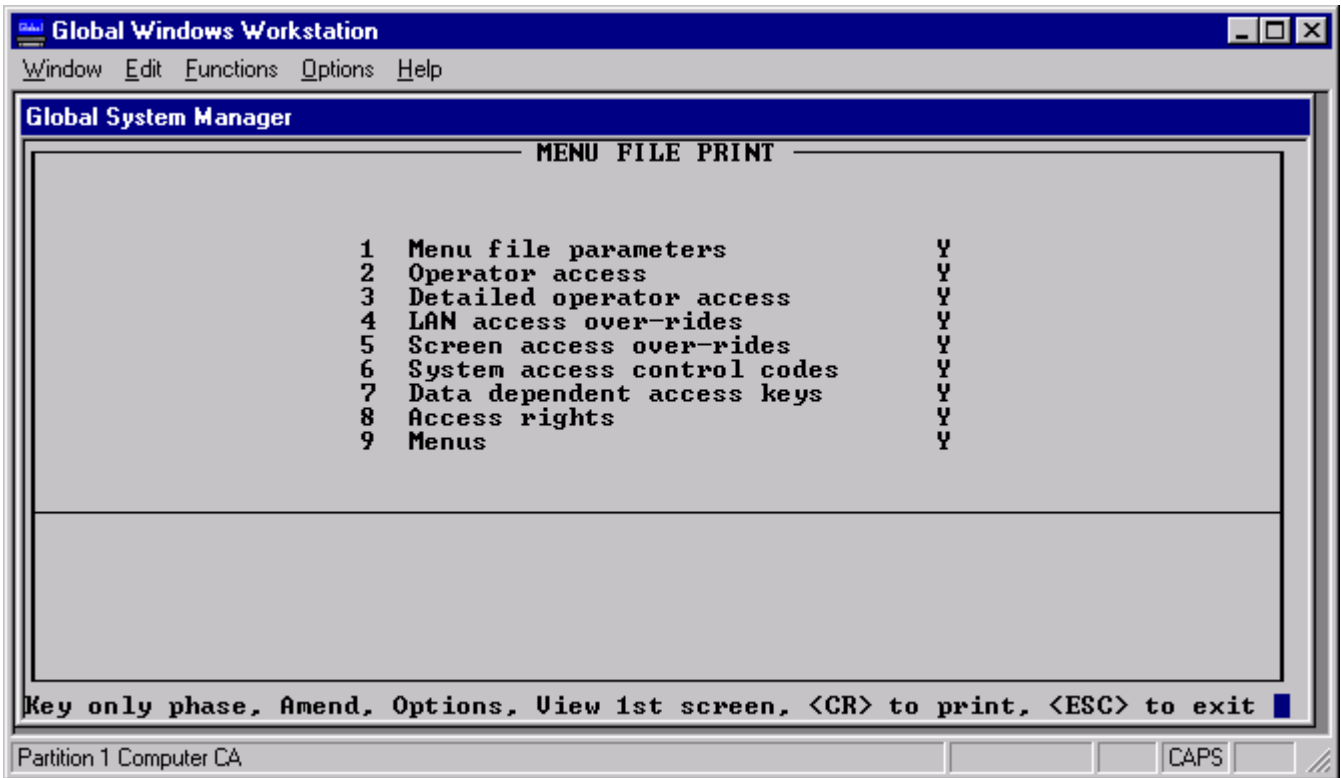 Global Windows Workstation
Window Edit Functions Options Help
Global System Manager
MENU FILE PRINT
1 Menu file parameters Y
2 Operator access Y
3 Detailed operator access Y
4 LAN access over-rides Y
5 Screen access over-rides Y
6 System access control codes Y
7 Data dependent access keys Y
8 Access rights Y
9 Menus Y
Key only phase, Amend, Options, View 1st screen, <CR> to print, <ESC> to exit
Partition 1 Computer CA CAPS